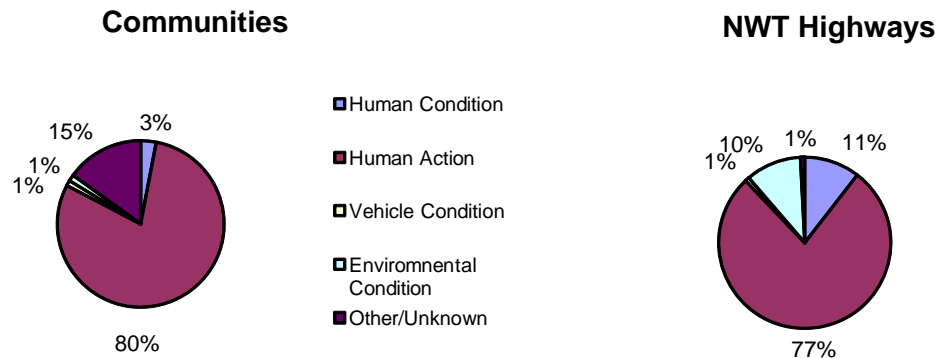 Communities
NWT Highways
3%
15%
1%
1%
80%
Human Condition
Human Action
Vehicle Condition
Enviromnental
Condition
Other/Unknown
10%
1%
11%
1%
77%